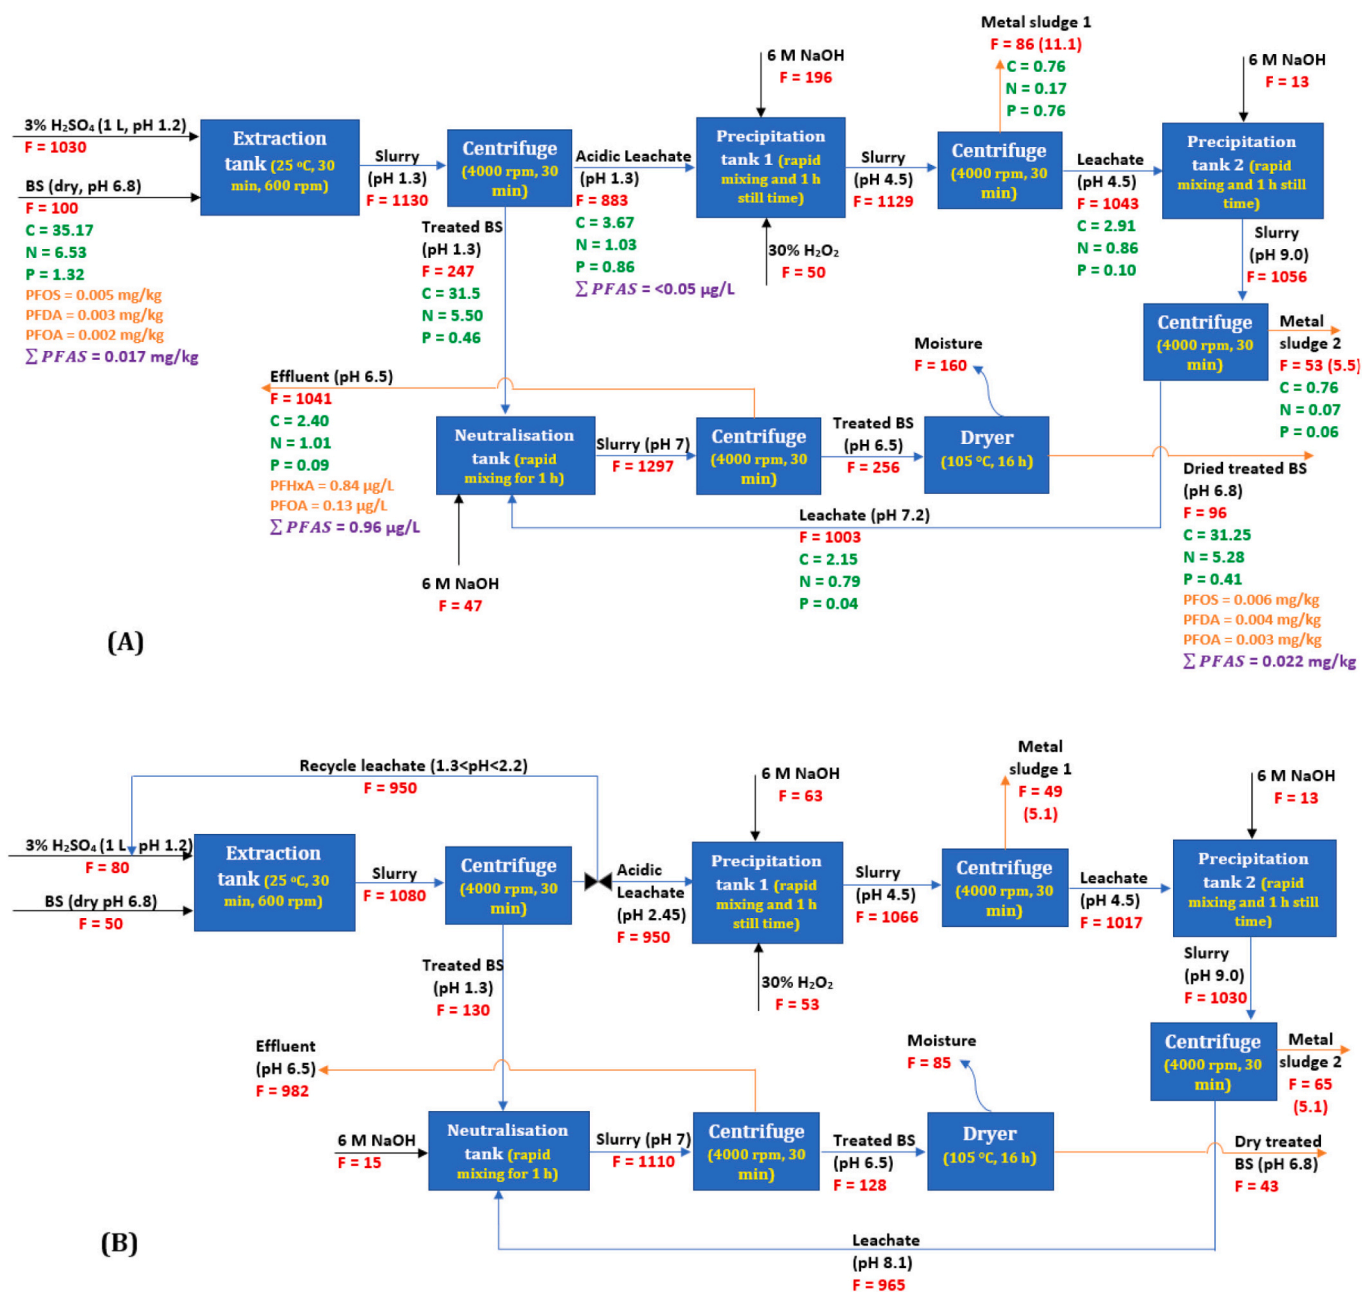 3% H₂SO₄ (1 L, pH 1.2)
F = 1030
BS (dry, pH 6.8)
F = 100
C = 35.17
N = 6.53
P = 1.32
PFOS = 0.005 mg/kg
PFDA = 0.003 mg/kg
PFOA = 0.002 mg/kg
∑ PFAS = 0.017 mg/kg
Extraction
tank (25 °C, 30
min, 600 rpm)
Slurry
(pH 1.3)
F = 1130
Centrifuge
(4000 rpm, 30
min)
Treated BS
(pH 1.3)
F = 247
C = 31.5
N = 5.50
P = 0.46
Acidic Leachate
(pH 1.3)
F = 883
C = 3.67
N = 1.03
P = 0.86
∑ PFAS = <0.05 µg/L
6 M NaOH
F = 196
Precipitation
tank 1 (rapid
mixing and 1 h
still time)
30% H₂O₂
F = 50
Slurry
(pH 4.5)
F = 1129
Metal sludge 1
F = 86 (11.1)
C = 0.76
N = 0.17
P = 0.76
Centrifuge
(4000 rpm, 30
min)
Leachate
(pH 4.5)
F = 1043
C = 2.91
N = 0.86
P = 0.10
6 M NaOH
F = 13
Precipitation
tank 2 (rapid
mixing and 1 h
still time)
Slurry
(pH 9.0)
F = 1056
Centrifuge
(4000 rpm, 30
min)
Metal
sludge 2
F = 53 (5.5)
C = 0.76
N = 0.07
P = 0.06
Effluent (pH 6.5)
F = 1041
C = 2.40
N = 1.01
P = 0.09
PFHxA = 0.84 µg/L
PFOA = 0.13 µg/L
∑ PFAS = 0.96 µg/L
Neutralisation
tank (rapid
mixing for 1 h)
6 M NaOH
F = 47
Slurry (pH 7)
F = 1297
Centrifuge
(4000 rpm, 30
min)
Treated BS
(pH 6.5)
F = 256
Moisture
F = 160
Dryer
(105 °C, 16 h)
Leachate (pH 7.2)
F = 1003
C = 2.15
N = 0.79
P = 0.04
Dried treated BS
(pH 6.8)
F = 96
C = 31.25
N = 5.28
P = 0.41
PFOS = 0.006 mg/kg
PFDA = 0.004 mg/kg
PFOA = 0.003 mg/kg
∑ PFAS = 0.022 mg/kg
(A)
Recycle leachate (1.3<pH<2.2)
F = 950
3% H₂SO₄ (1 L, pH 1.2)
F = 80
BS (dry pH 6.8)
F = 50
Extraction
tank (25 °C, 30
min, 600 rpm)
Slurry
F = 1080
Centrifuge
(4000 rpm, 30
min)
Treated BS
(pH 1.3)
F = 130
Acidic
Leachate
(pH 2.45)
F = 950
6 M NaOH
F = 63
Precipitation
tank 1 (rapid
mixing and 1 h
still time)
30% H₂O₂
F = 53
Slurry
(pH 4.5)
F = 1066
Metal
sludge 1
F = 49
(5.1)
Centrifuge
(4000 rpm, 30
min)
Leachate
(pH 4.5)
F = 1017
6 M NaOH
F = 13
Precipitation
tank 2 (rapid
mixing and 1 h
still time)
Slurry
(pH 9.0)
F = 1030
Centrifuge
(4000 rpm, 30
min)
Metal
sludge 2
F = 65
(5.1)
Effluent
(pH 6.5)
F = 982
6 M NaOH
F = 15
Neutralisation
tank (rapid
mixing for 1 h)
Slurry (pH 7)
F = 1110
Centrifuge
(4000 rpm, 30
min)
Treated BS
(pH 6.5)
F = 128
Moisture
F = 85
Dryer
(105 °C, 16 h)
Dry treated
BS (pH 6.8)
F = 43
Leachate
(pH 8.1)
F = 965
(B)